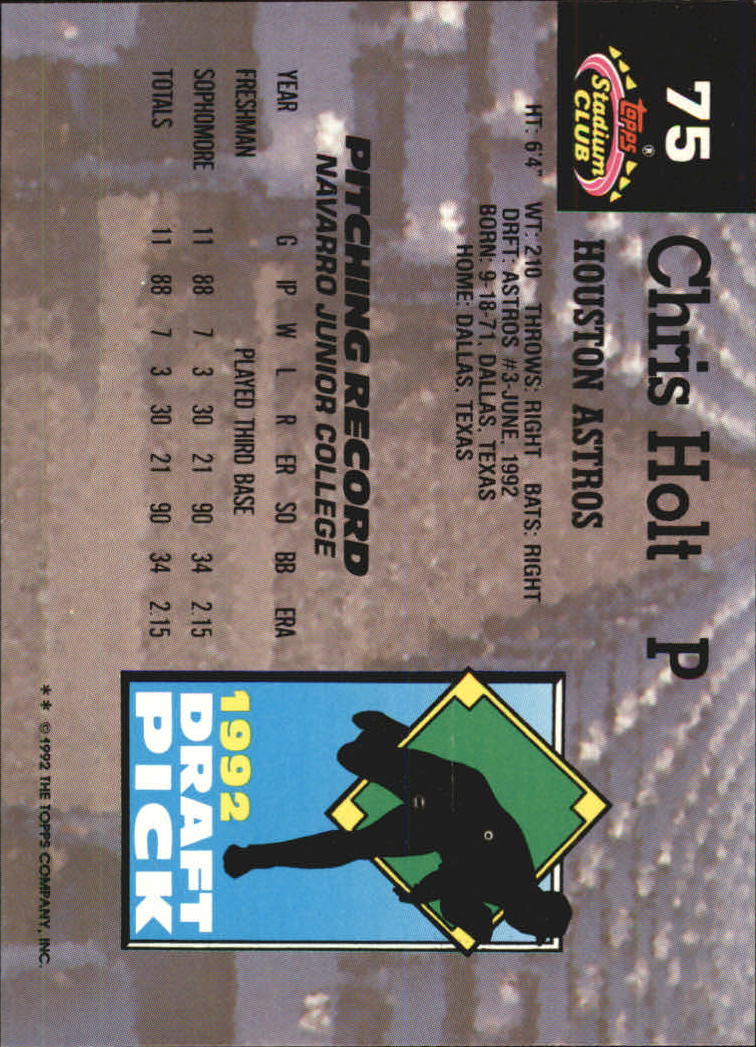 75
Topps®
Stadium
CLUB
Chris Holt P
HOUSTON ASTROS
HT: 6'4" WT: 210 THROWS: RIGHT BATS: RIGHT
DRFT: ASTROS #3-JUNE, 1992
BORN: 9-18-71, DALLAS, TEXAS
HOME: DALLAS, TEXAS
PITCHING RECORD
NAVARRO JUNIOR COLLEGE
YEAR G IP W L R ER SO BB ERA
FRESHMAN PLAYED THIRD BASE
SOPHOMORE 11 88 7 3 30 21 90 34 2.15
TOTALS 11 88 7 3 30 21 90 34 2.15
1992
DRAFT
PICK
** ©1992 THE TOPPS COMPANY, INC.